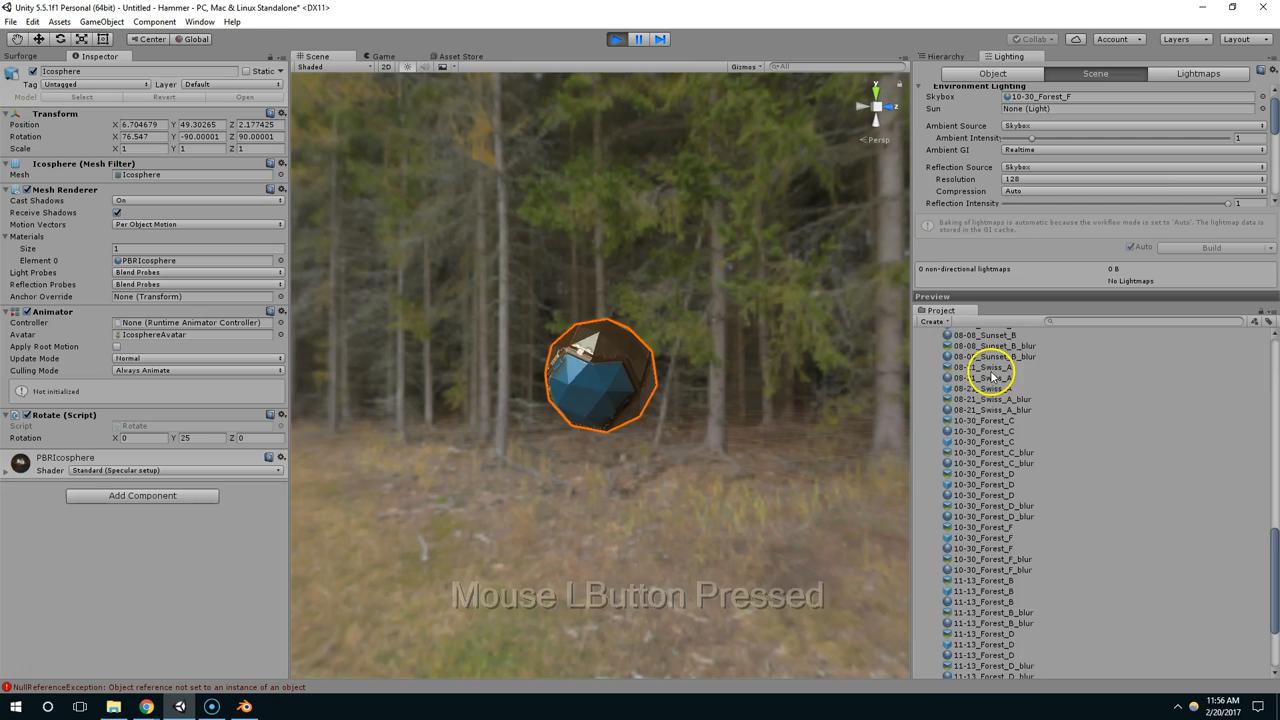 Unity 5.5.1f1 Personal (64bit) - Untitled - Hammer - PC, Mac & Linux Standalone* <DX11>
File Edit Assets GameObject Component Window Help
Center Global Collab Account Layers Layout
Surforge Inspector Scene Game Asset Store Hierarchy Lighting
Shaded 2D Gizmos All
Icosphere Static
Tag Untagged Layer Default
Model Select Revert Open
Transform
Position X 6.704679 Y 49.30265 Z 2.177425
Rotation X 76.547 Y -90.00001 Z 90.00001
Scale X 1 Y 1 Z 1
Icosphere (Mesh Filter)
Mesh Icosphere
Mesh Renderer
Cast Shadows On
Receive Shadows
Motion Vectors Per Object Motion
Materials
Size 1
Element 0 PBRIcosphere
Light Probes Blend Probes
Reflection Probes Blend Probes
Anchor Override None (Transform)
Animator
Controller None (Runtime Animator Controller)
Avatar IcosphereAvatar
Apply Root Motion
Update Mode Normal
Culling Mode Always Animate
Not initialized
Rotate (Script)
Script Rotate
Rotation X 0 Y 25 Z 0
PBRIcosphere
Shader Standard (Specular setup)
Add Component
y
z
Persp
Mouse LButton Pressed
Object Scene Lightmaps
Environment Lighting
Skybox 10-30_Forest_F
Sun None (Light)
Ambient Source Skybox
Ambient Intensit 1
Ambient GI Realtime
Reflection Source Skybox
Resolution 128
Compression Auto
Reflection Intensity 1
Baking of lightmaps is automatic because the workflow mode is set to 'Auto'. The lightmap data is
stored in the GI cache.
Auto Build
0 non-directional lightmaps 0 B
No Lightmaps
Preview
Project
Create
08-08_Sunset_B
08-08_Sunset_B_blur
08-08_Sunset_B_blur
08-21_Swiss_A
08-21_Swiss_A
08-21_Swiss_A
08-21_Swiss_A_blur
08-21_Swiss_A_blur
10-30_Forest_C
10-30_Forest_C
10-30_Forest_C
10-30_Forest_C_blur
10-30_Forest_C_blur
10-30_Forest_D
10-30_Forest_D
10-30_Forest_D
10-30_Forest_D_blur
10-30_Forest_D_blur
10-30_Forest_F
10-30_Forest_F
10-30_Forest_F
10-30_Forest_F_blur
10-30_Forest_F_blur
11-13_Forest_B
11-13_Forest_B
11-13_Forest_B
11-13_Forest_B_blur
11-13_Forest_B_blur
11-13_Forest_D
11-13_Forest_D
11-13_Forest_D
11-13_Forest_D_blur
11-13_Forest_D_blur
NullReferenceException: Object reference not set to an instance of an object
11:56 AM
2/20/2017